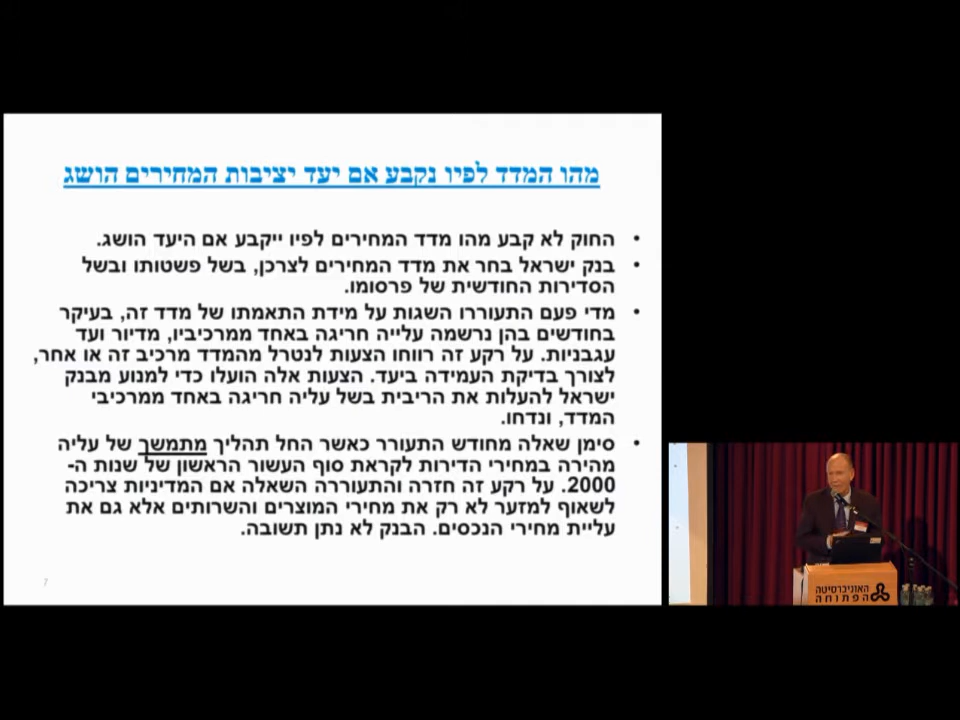 מהו המדד לפיו נקבע אם יעד יציבות המחירים הושג
• החוק לא קבע מהו מדד המחירים לפיו ייקבע אם היעד הושג.
• בנק ישראל בחר את מדד המחירים לצרכן, בשל פשטותו ובשל
הסדירות החודשית של פרסומו.
• מדי פעם התעוררו השגות על מידת התאמתו של מדד זה, בעיקר
בחודשים בהן נרשמה עלייה חריגה באחד ממרכיביו, מדיור ועד
עגבניות. על רקע זה רווחו הצעות לנטרל מהמדד מרכיב זה או אחר,
לצורך בדיקת העמידה ביעד. הצעות אלה הועלו כדי למנוע מבנק
ישראל להעלות את הריבית בשל עליה חריגה באחד ממרכיבי
המדד, ונדחו.
• סימן שאלה מחודש התעורר כאשר החל תהליך מתמשך של עליה
מהירה במחירי הדירות לקראת סוף העשור הראשון של שנות ה-
2000. על רקע זה חזרה והתעוררה השאלה אם המדיניות צריכה
לשאוף למזער לא רק את מחירי המוצרים והשרותים אלא גם את
עליית מחירי הנכסים. הבנק לא נתן תשובה.
7
האוניברסיטה
הפתוחה